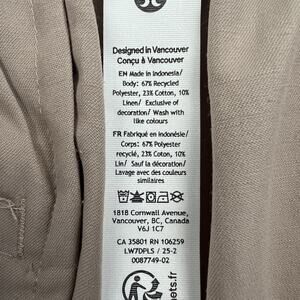 Designed in Vancouver
Conçu à Vancouver
EN Made in Indonesia/
Body: 67% Recycled
Polyester, 23% Cotton, 10%
Linen/ Exclusive of
decoration/ Wash with
like colours
FR Fabriqué en Indonésie/
Corps: 67% Polyester
recyclé, 23% Coton, 10%
Lin/ Sauf la décoration/
Lavage avec des couleurs
similaires
1818 Cornwall Avenue,
Vancouver, BC, Canada
V6J 1C7
CA 35801 RN 106259
LW7DPLS / 25-2
0087749-02